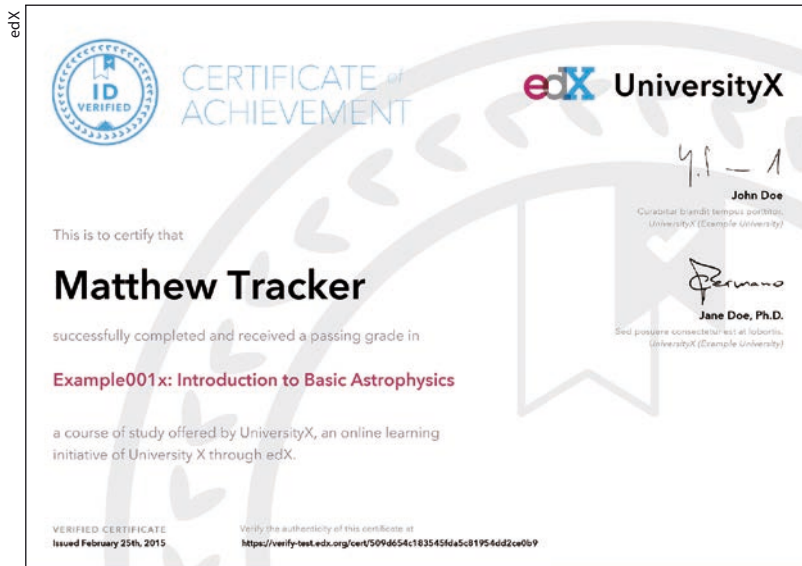 edX
ID
VERIFIED
CERTIFICATE of
ACHIEVEMENT
edX UniversityX
John Doe
Curabitur blandit tempus porttitor.
UniversityX (Example University)
This is to certify that
Matthew Tracker
Jane Doe, Ph.D.
successfully completed and received a passing grade in
Sed posuere consectetur est at lobortis.
UniversityX (Example University)
Example001x: Introduction to Basic Astrophysics
a course of study offered by UniversityX, an online learning
initiative of University X through edX.
VERIFIED CERTIFICATE
Issued February 25th, 2015
Verify the authenticity of this certificate at
https://verify-test.edx.org/cert/509d654c183545fda5c81954dd2ce0b9